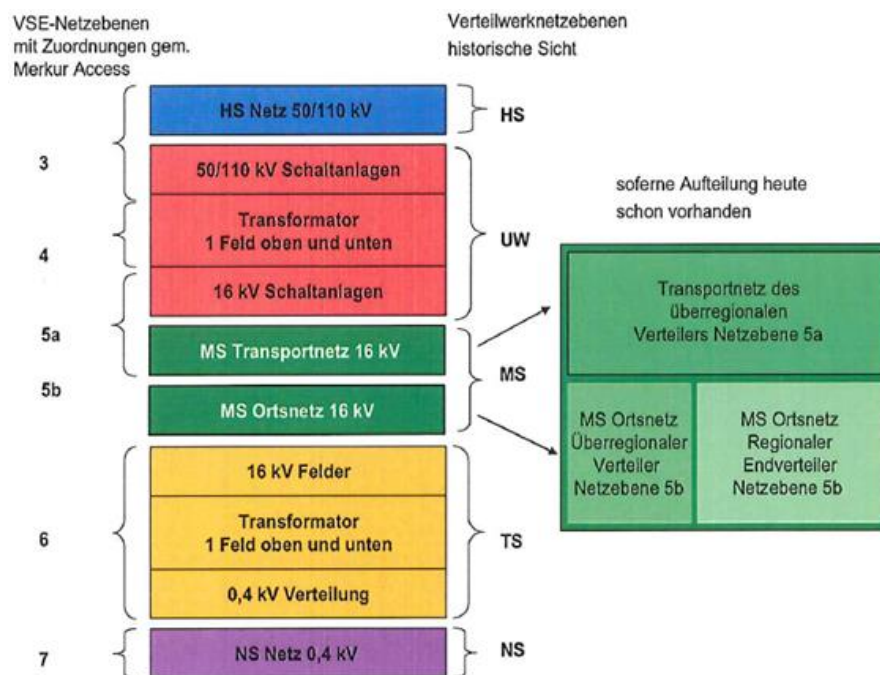 VSE-Netzebenen
mit Zuordnungen gem.
Merkur Access
Verteilwerknetzebenen
historische Sicht
HS Netz 50/110 kV
HS
3
50/110 kV Schaltanlagen
Transformator
1 Feld oben und unten
4
UW
16 kV Schaltanlagen
5a
MS Transportnetz 16 kV
MS
5b
MS Ortsnetz 16 kV
16 kV Felder
Transformator
1 Feld oben und unten
6
TS
0,4 kV Verteilung
7
NS Netz 0,4 kV
NS
soferne Aufteilung heute
schon vorhanden
Transportnetz des
überregionalen
Verteilers Netzebene 5a
MS Ortsnetz
Überregionaler
Verteiler
Netzebene 5b
MS Ortsnetz
Regionaler
Endverteiler
Netzebene 5b